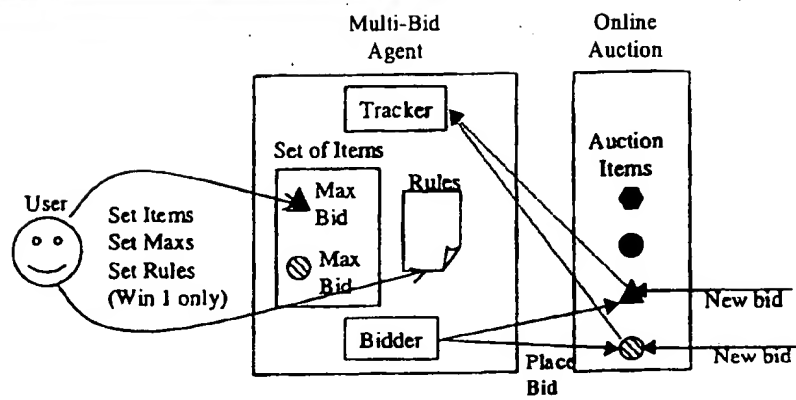 Multi-Bid
Agent
Online
Auction
Tracker
Auction
Items
Set of Items
Rules
User
Max
Bid
Set Items
Set Maxs
Set Rules
(Win 1 only)
Max
Bid
New bid
Bidder
Place
Bid
New bid